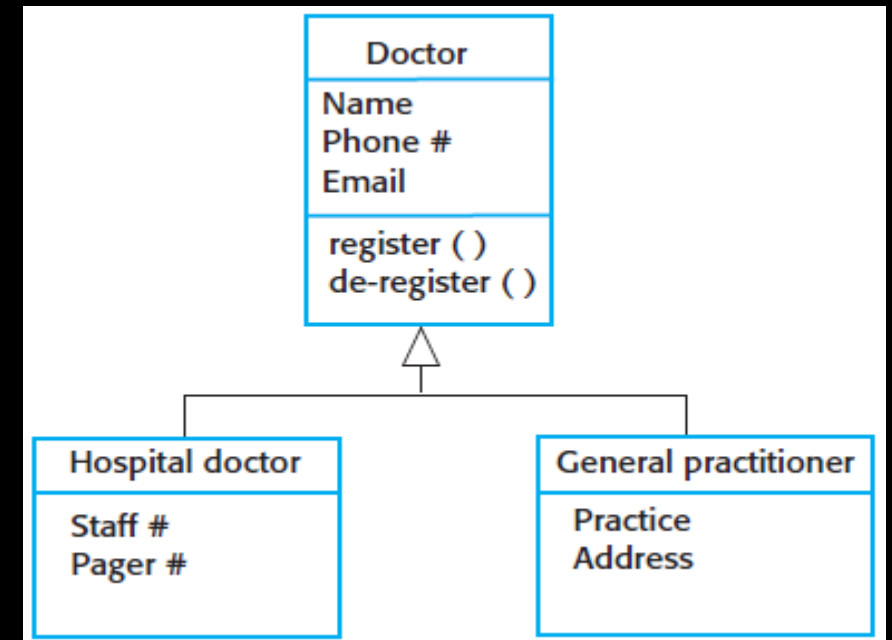 Doctor
Name
Phone #
Email
register ( )
de-register ( )
Hospital doctor
Staff #
Pager #
General practitioner
Practice
Address